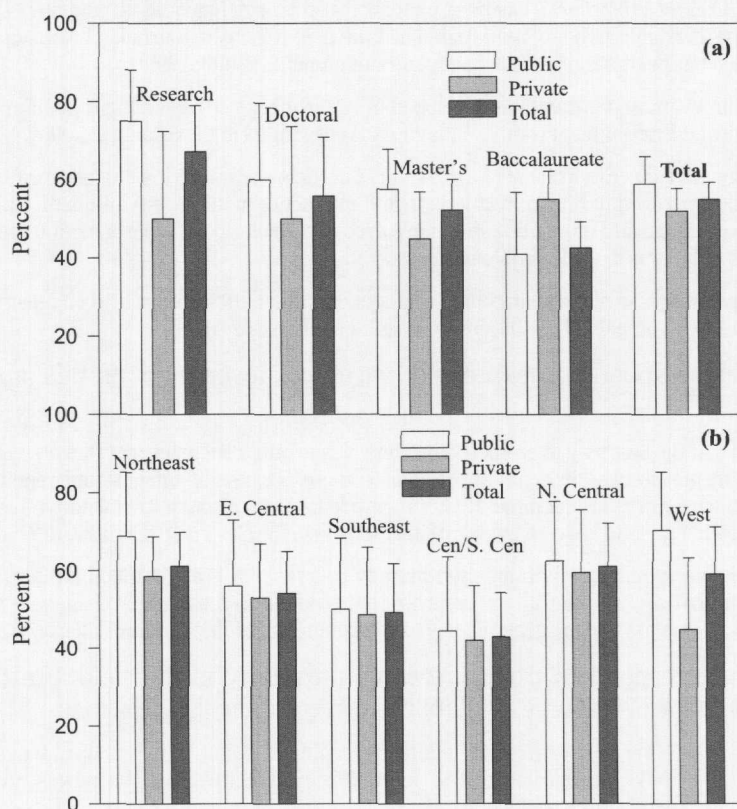 100
(a)
Public
Private
Total
Research
Doctoral
Master's
Baccalaureate
Total
80
60
40
20
Percent
100
(b)
Public
Private
Total
Northeast
E. Central
Southeast
Cen/S. Cen
N. Central
West
80
60
40
20
0
Percent